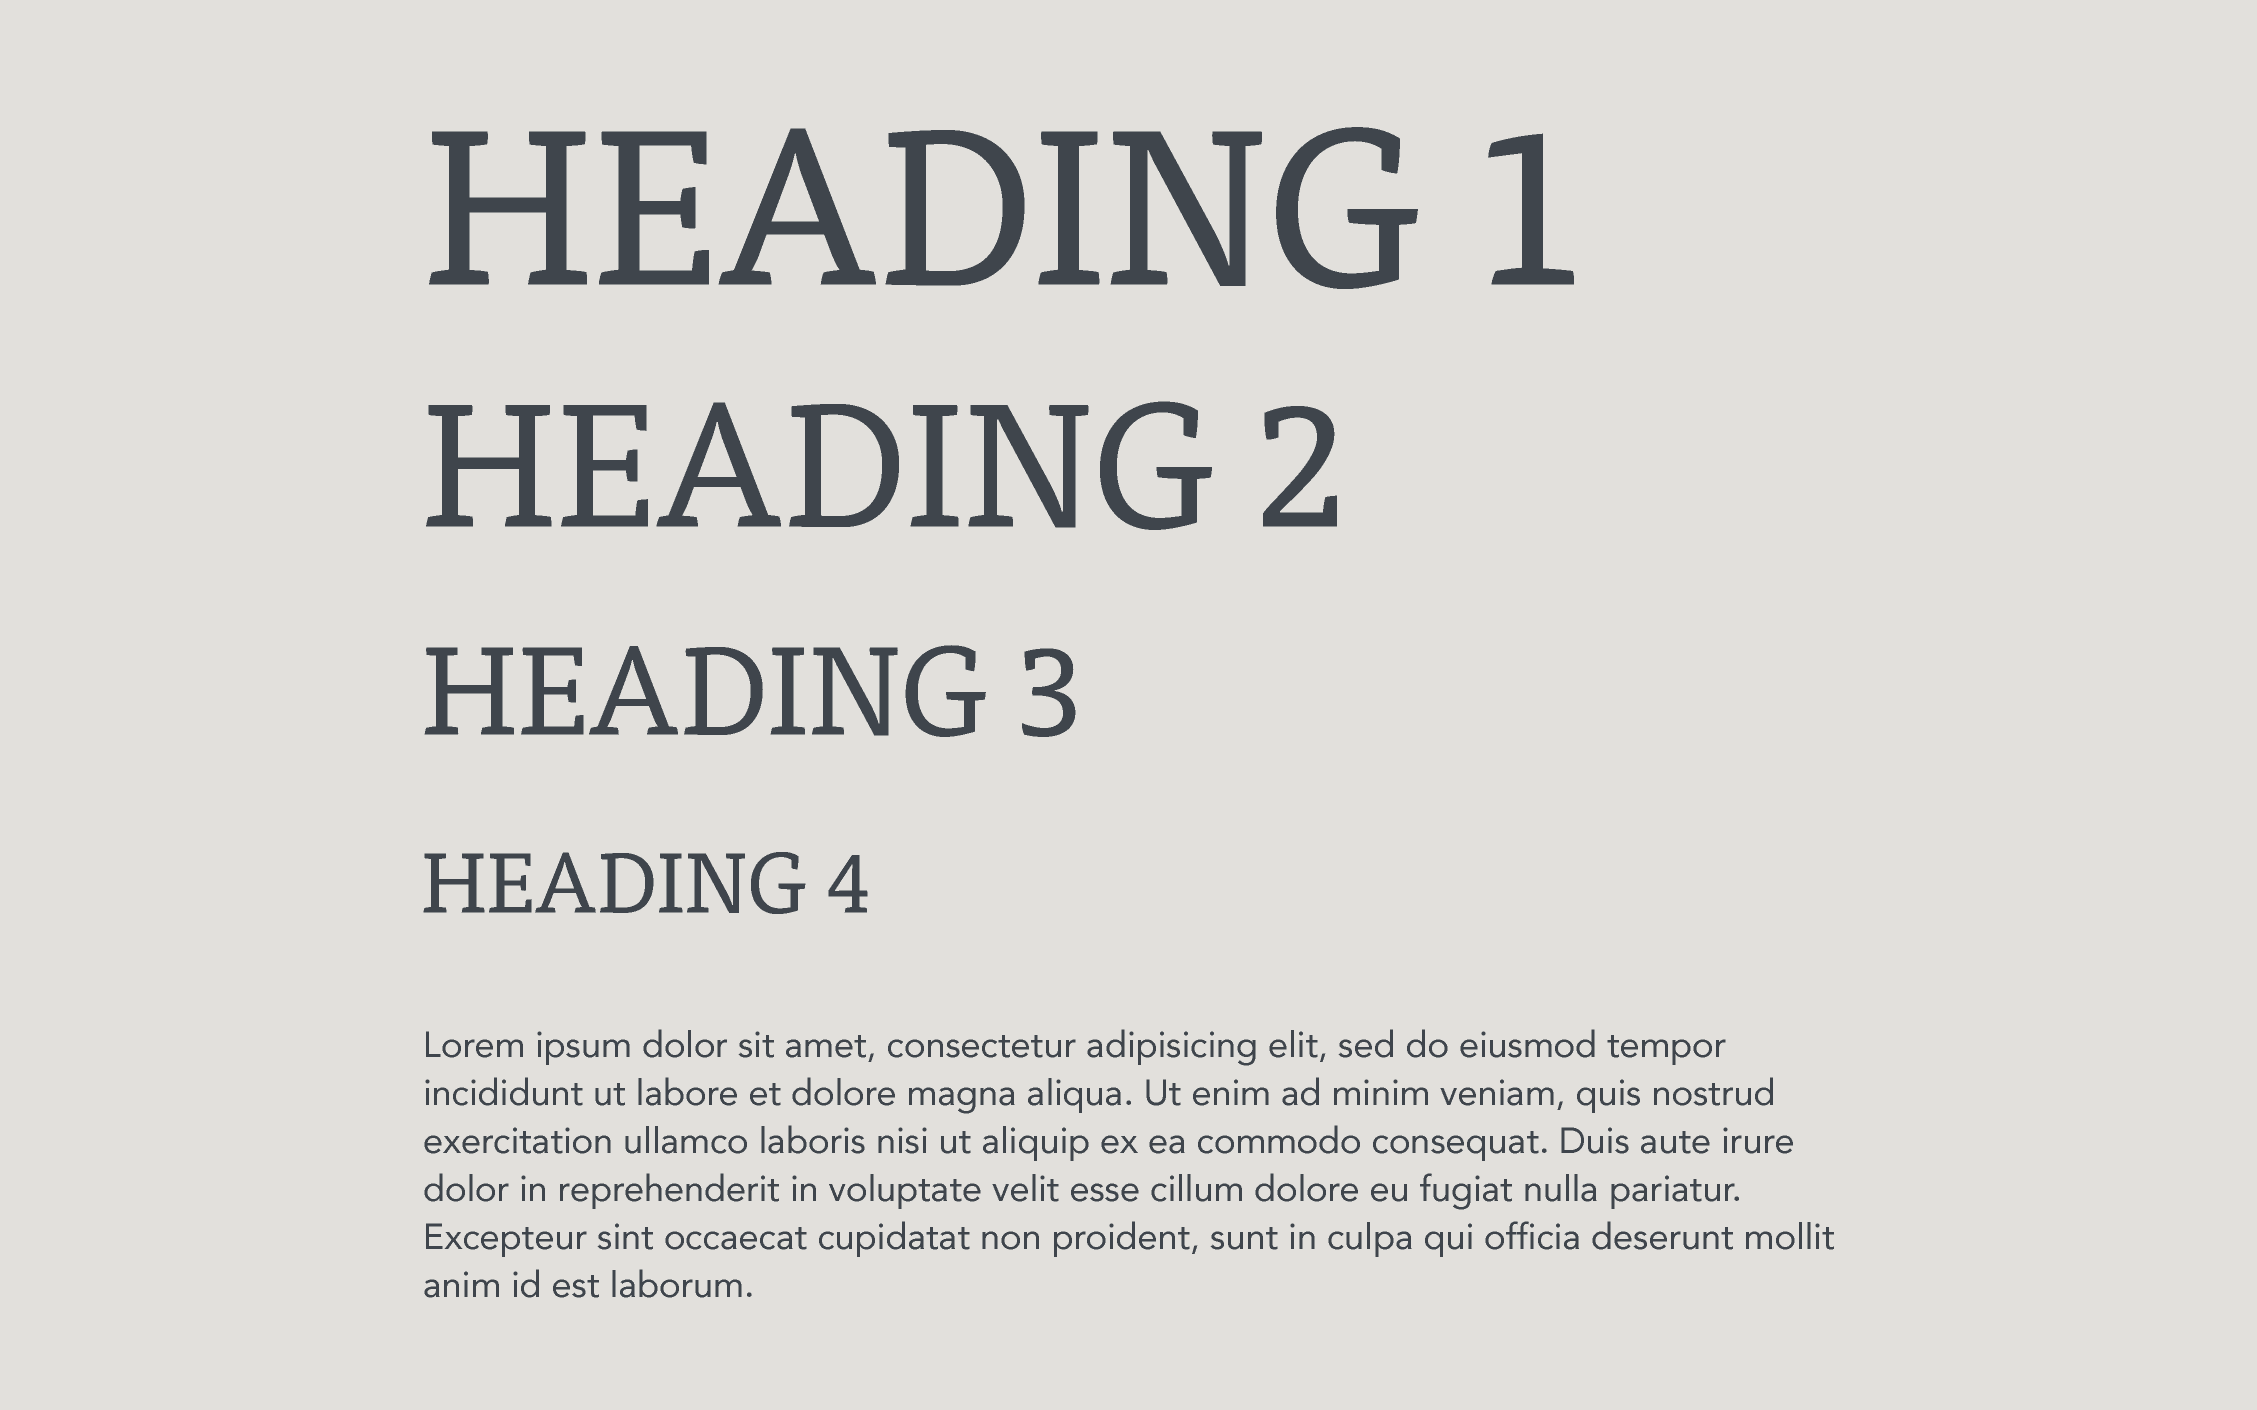 HEADING 1
HEADING 2
HEADING 3
HEADING 4
Lorem ipsum dolor sit amet, consectetur adipisicing elit, sed do eiusmod tempor
incididunt ut labore et dolore magna aliqua. Ut enim ad minim veniam, quis nostrud
exercitation ullamco laboris nisi ut aliquip ex ea commodo consequat. Duis aute irure
dolor in reprehenderit in voluptate velit esse cillum dolore eu fugiat nulla pariatur.
Excepteur sint occaecat cupidatat non proident, sunt in culpa qui officia deserunt mollit
anim id est laborum.